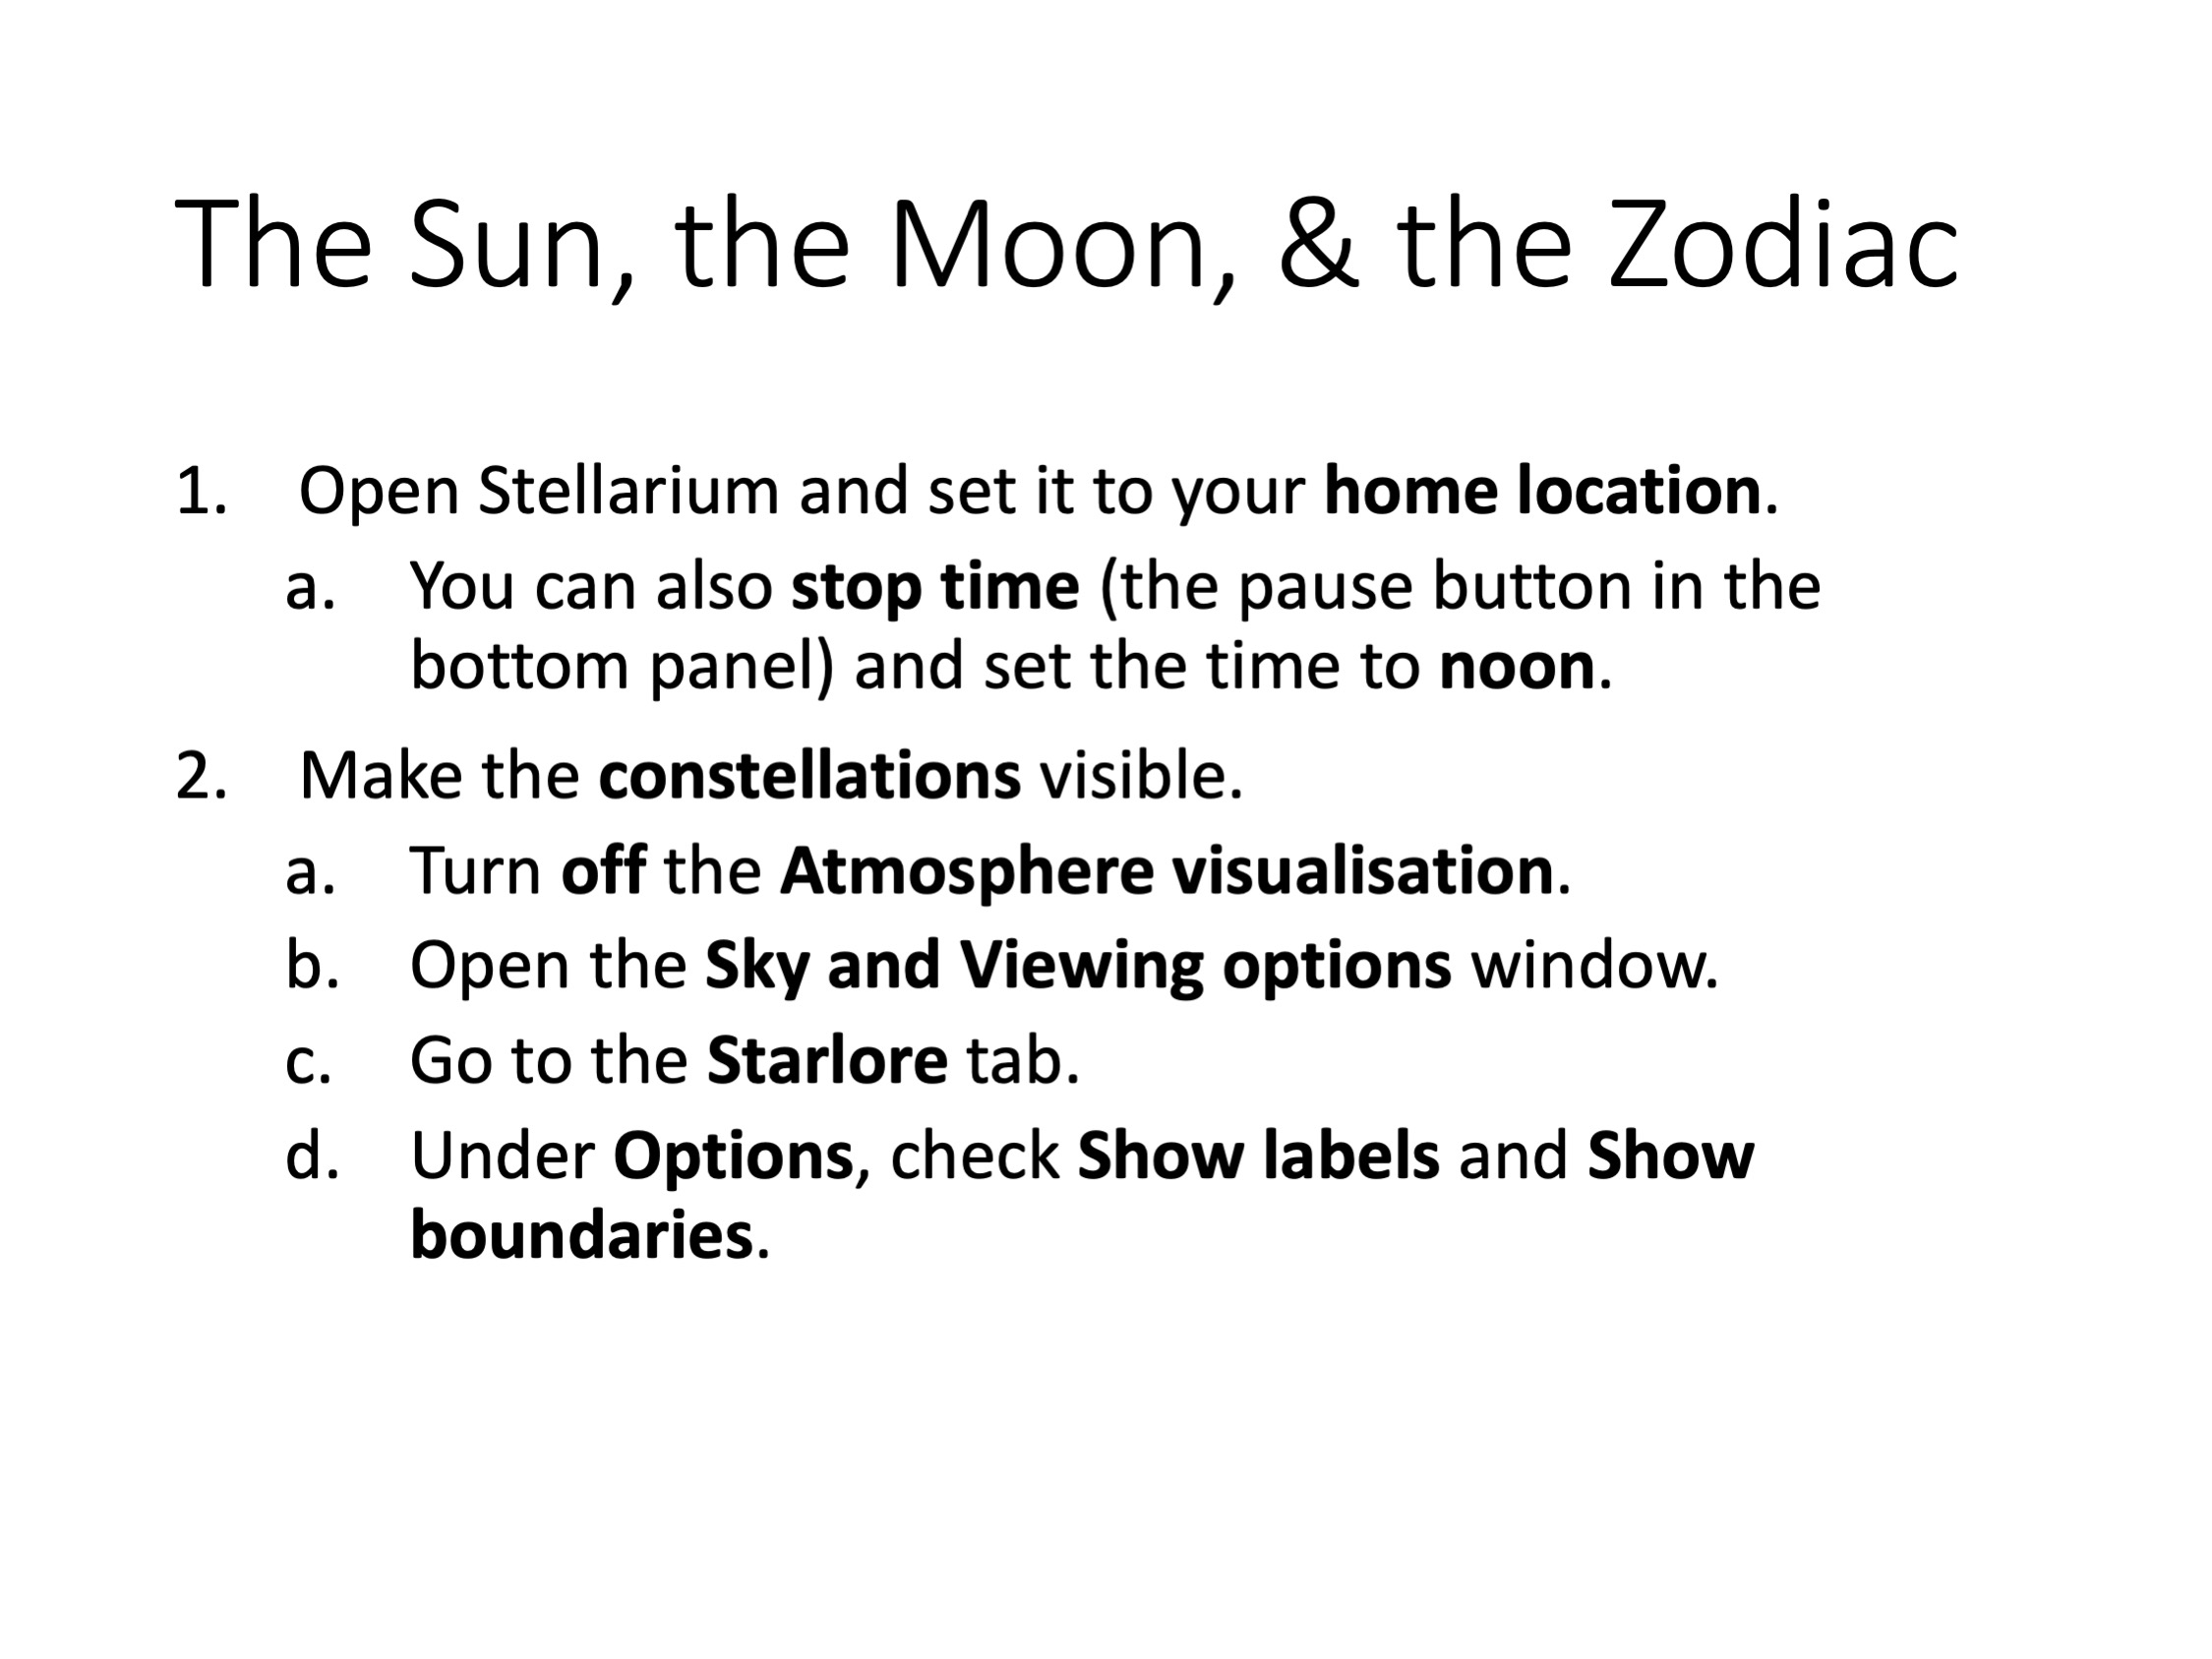 The Sun, the Moon, & the Zodiac
1. Open Stellarium and set it to your home location.
a. You can also stop time (the pause button in the
bottom panel) and set the time to noon.
2. Make the constellations visible.
a. Turn off the Atmosphere visualisation.
b. Open the Sky and Viewing options window.
c. Go to the Starlore tab.
d. Under Options, check Show labels and Show
boundaries.